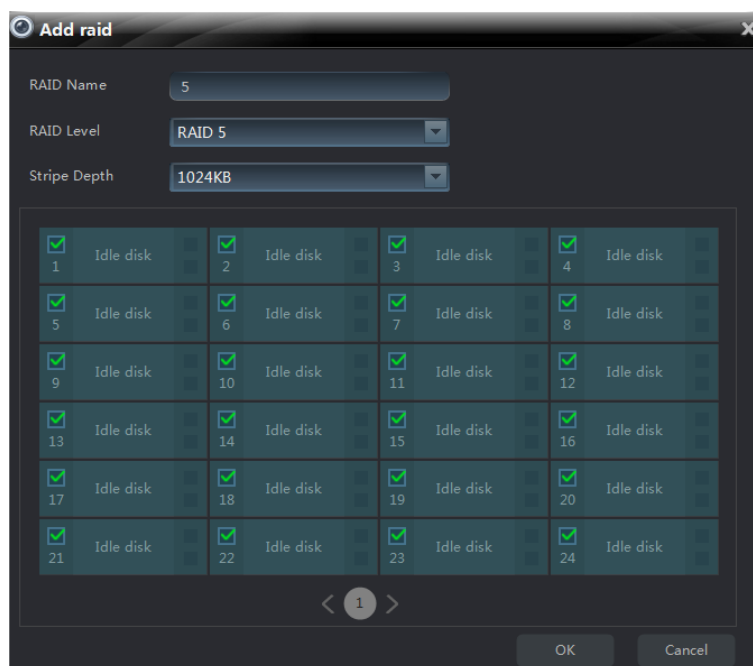 Add raid
RAID Name 5
RAID Level RAID 5
Stripe Depth 1024KB
1 Idle disk 2 Idle disk 3 Idle disk 4 Idle disk
5 Idle disk 6 Idle disk 7 Idle disk 8 Idle disk
9 Idle disk 10 Idle disk 11 Idle disk 12 Idle disk
13 Idle disk 14 Idle disk 15 Idle disk 16 Idle disk
17 Idle disk 18 Idle disk 19 Idle disk 20 Idle disk
21 Idle disk 22 Idle disk 23 Idle disk 24 Idle disk
1
OK Cancel